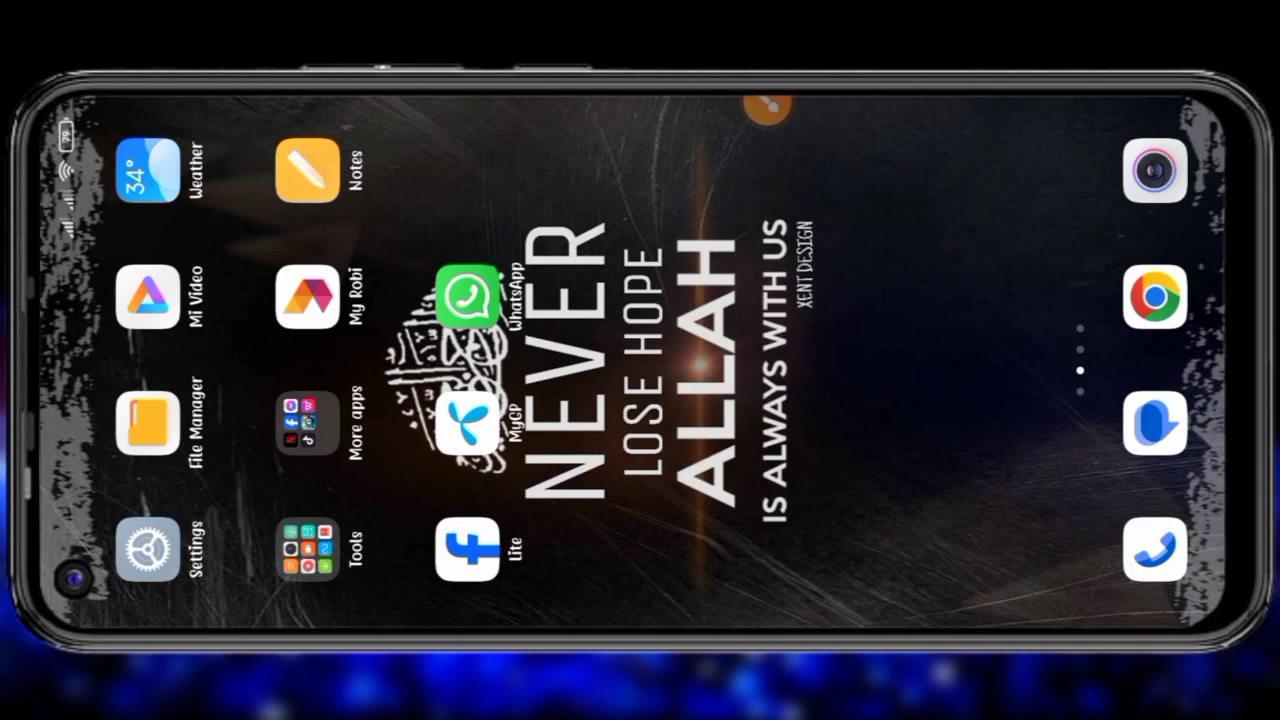 79
34°
Settings
File Manager
Mi Video
Weather
Tools
More apps
My Robi
Notes
Lite
MyGP
WhatsApp
NEVER
LOSE HOPE
ALLAH
IS ALWAYS WITH US
XENT DESIGN